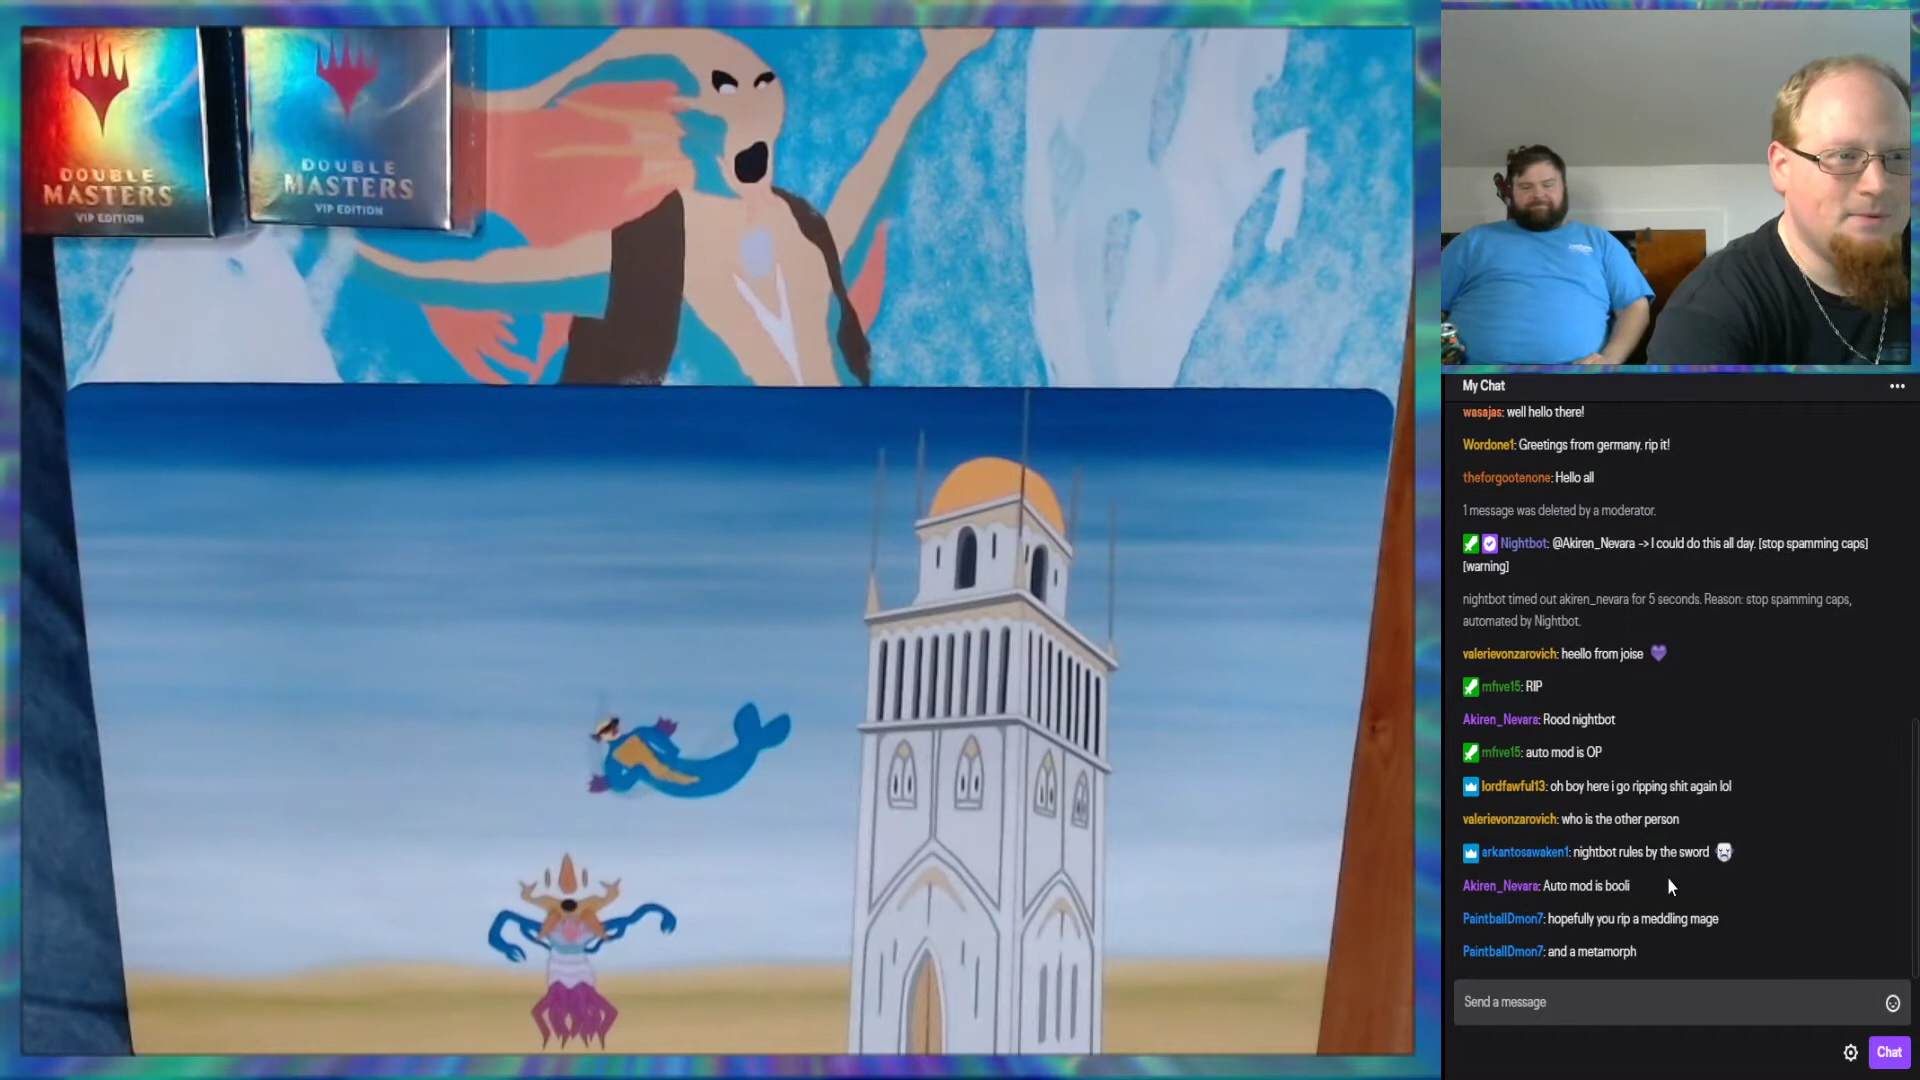 DOUBLE
MASTERS
VIP EDITION
DOUBLE
MASTERS
VIP EDITION
My Chat
wasajas: well hello there!
Wordone1: Greetings from germany. rip it!
theforgootenone: Hello all
1 message was deleted by a moderator.
Nightbot: @Akiren_Nevara -> I could do this all day. [stop spamming caps]
[warning]
nightbot timed out akiren_nevara for 5 seconds. Reason: stop spamming caps,
automated by Nightbot.
valerievonzarovich: heello from joise
mfive15: RIP
Akiren_Nevara: Rood nightbot
mfive15: auto mod is OP
lordfawful13: oh boy here i go ripping shit again lol
valerievonzarovich: who is the other person
arkantosawaken1: nightbot rules by the sword
Akiren_Nevara: Auto mod is booli
PaintballDmon7: hopefully you rip a meddling mage
PaintballDmon7: and a metamorph
Send a message
Chat